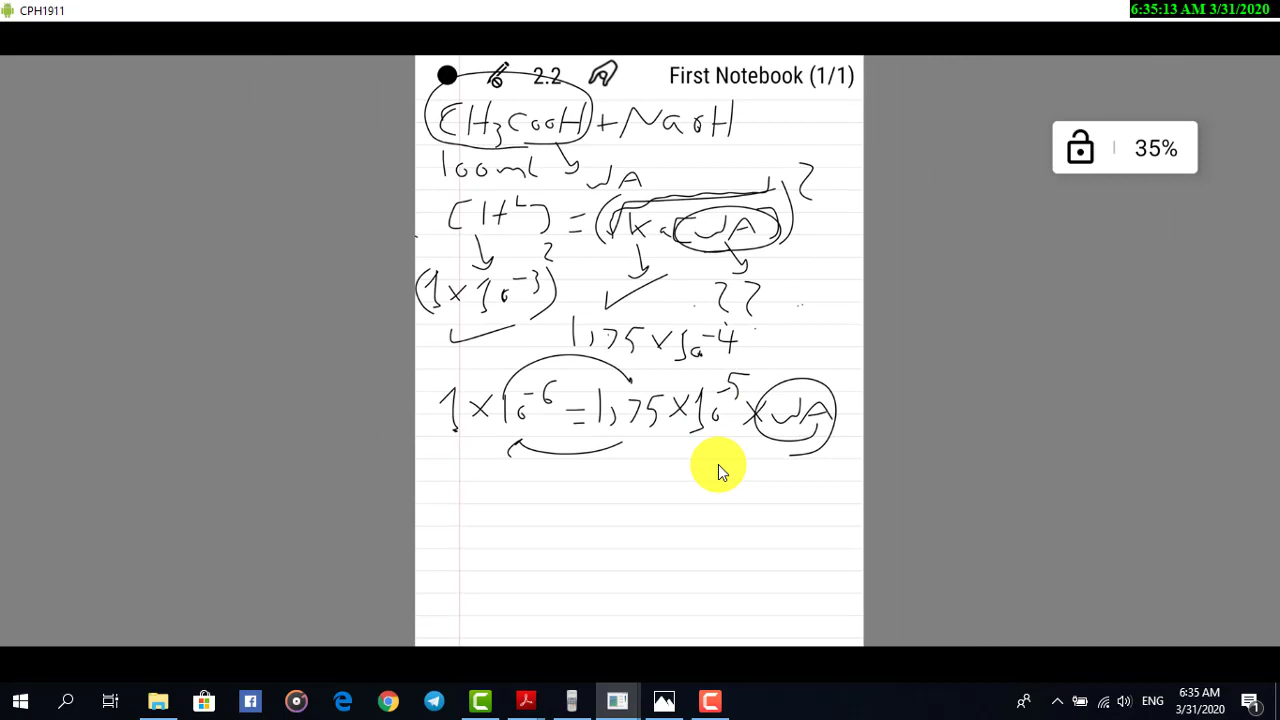 CPH1911
6:35:13 AM 3/31/2020
2.2
First Notebook (1/1)
CH3COOH + NaOH
100ml
WA
[H+] = (√Ka[WA])2
(1×10-3)2
??
1,75×10-4
1×10-6 = 1,75×10-5×WA
35%
ENG
6:35 AM
3/31/2020